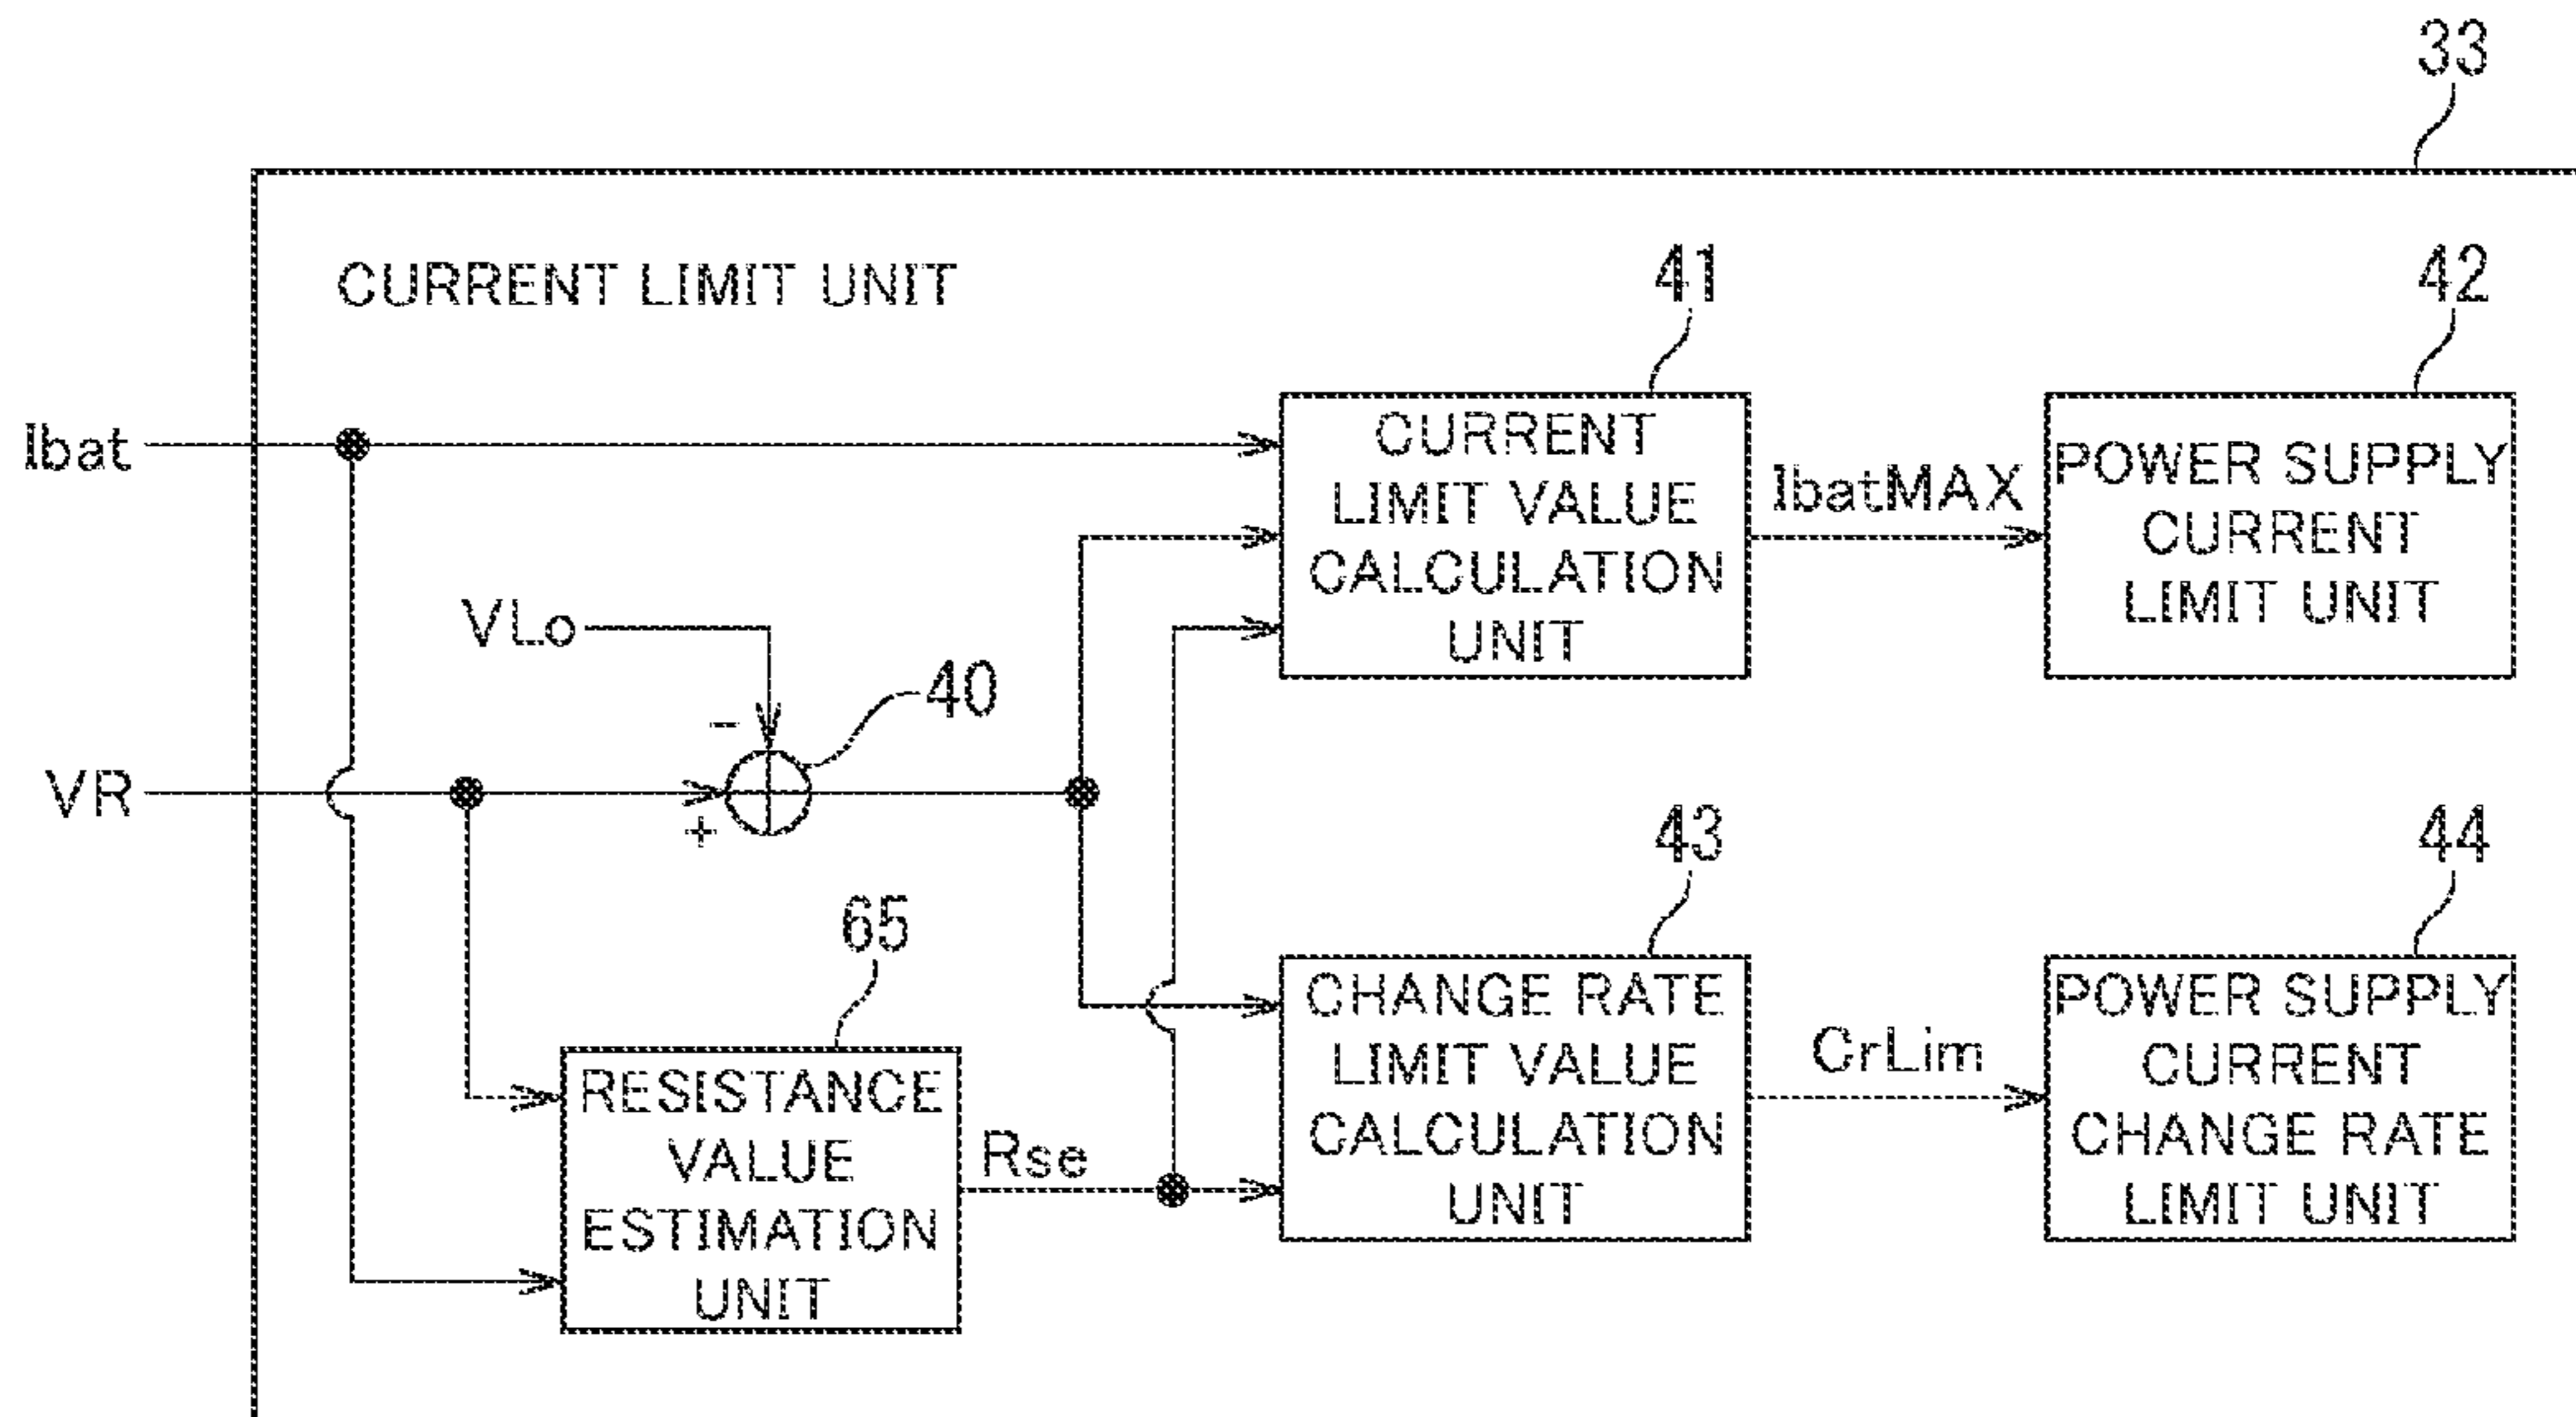 33
CURRENT LIMIT UNIT
41
42
Ibat
CURRENT
LIMIT VALUE
CALCULATION
UNIT
IbatMAX
POWER SUPPLY
CURRENT
LIMIT UNIT
VLo
40
-
VR
+
43
44
65
CHANGE RATE
LIMIT VALUE
CALCULATION
UNIT
CrLim
POWER SUPPLY
CURRENT
CHANGE RATE
LIMIT UNIT
RESISTANCE
VALUE
ESTIMATION
UNIT
Rse